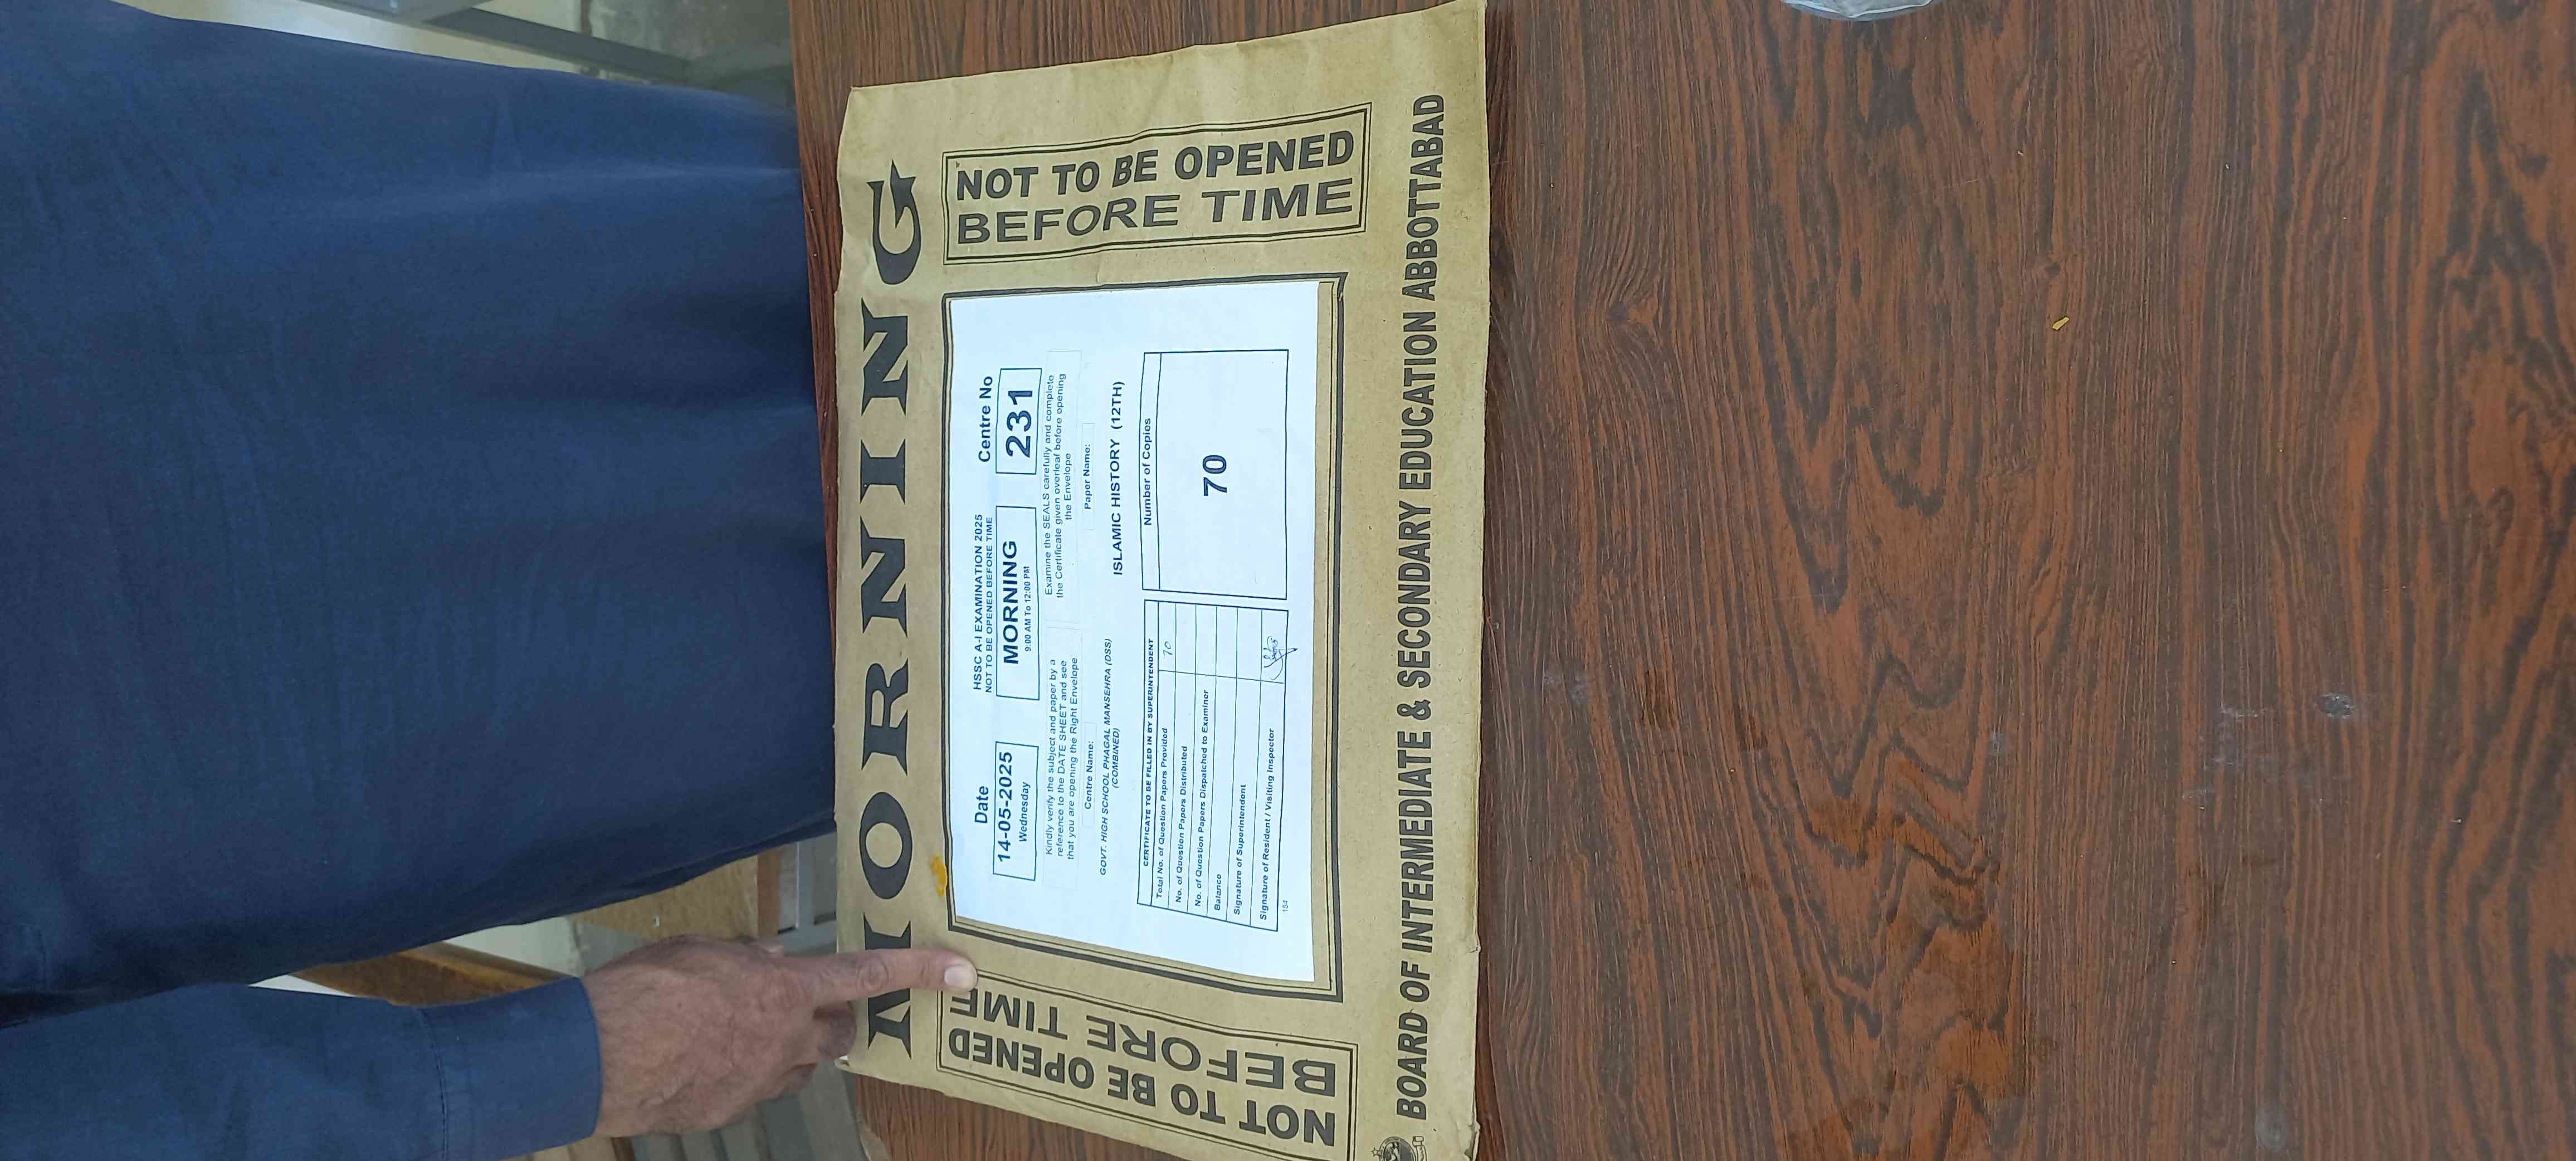 MORNING
NOT TO BE OPENED
BEFORE TIME
NOT TO BE OPENED
BEFORE TIME
HSSC A-I EXAMINATION 2025
NOT TO BE OPENED BEFORE TIME
Date
14-05-2025
Wednesday
MORNING
9:00 AM To 12:00 PM
Centre No
231
Kindly verify the subject and paper by a
reference to the DATE SHEET and see
that you are opening the Right Envelope
Examine the SEALS carefully and complete
the Certificate given overleaf before opening
the Envelope
Centre Name:
GOVT. HIGH SCHOOL PHAGAL MANSEHRA (DSS)
(COMBINED)
Paper Name:
ISLAMIC HISTORY (12TH)
CERTIFICATE TO BE FILLED IN BY SUPERINTENDENT
Total No. of Question Papers Provided 70
No. of Question Papers Distributed
No. of Question Papers Dispatched to Examiner
Balance
Signature of Superintendent
Signature of Resident / Visiting Inspector
Number of Copies
70
184
BOARD OF INTERMEDIATE & SECONDARY EDUCATION ABBOTTABAD